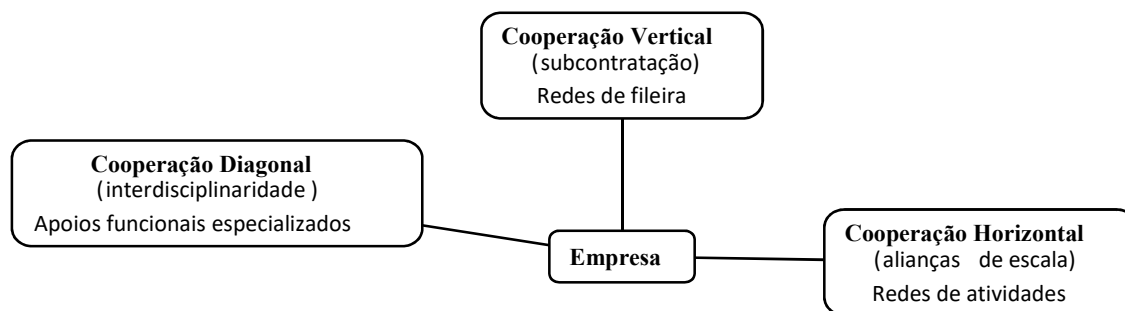 Cooperação Vertical
(subcontratação)
Redes de fileira
Cooperação Diagonal
(interdisciplinaridade )
Apoios funcionais especializados
Empresa
Cooperação Horizontal
(alianças de escala)
Redes de atividades